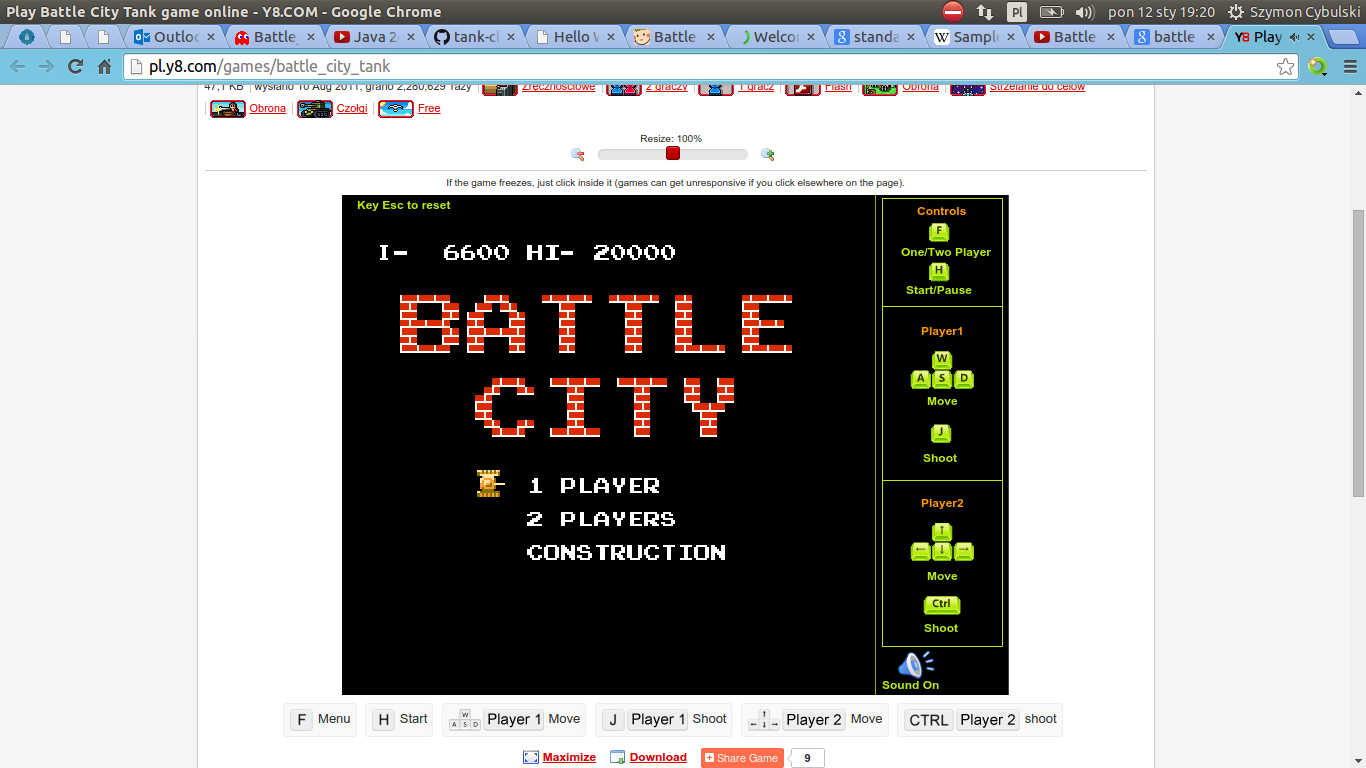 Play Battle City Tank game online - Y8.COM - Google Chrome
Pl
pon 12 sty 19:20
Szymon Cybulski
Outloo
Battle_
Java 2
tank-cl
Hello W
Battle
Welcom
standa
Sample
Battle
battle
Y8 Play
pl.y8.com/games/battle_city_tank
47,1 KB Wysłano 10 Aug 2011, grano 2,280,629 razy
Zręcznościowe
2 graczy
1 gracz
Flash
Obrona
Strzelanie do celów
Obrona
Czołgi
Free
Resize: 100%
If the game freezes, just click inside it (games can get unresponsive if you click elsewhere on the page).
Key Esc to reset
I- 6600 HI- 20000
BATTLE
CITY
1 PLAYER
2 PLAYERS
CONSTRUCTION
Controls
F
One/Two Player
H
Start/Pause
Player1
W
A S D
Move
J
Shoot
Player2
↑
← ↓ →
Move
Ctrl
Shoot
Sound On
F Menu
H Start
W
A S D
Player 1 Move
J Player 1 Shoot
↑
← ↓ →
Player 2 Move
CTRL Player 2 shoot
Maximize
Download
Share Game
9